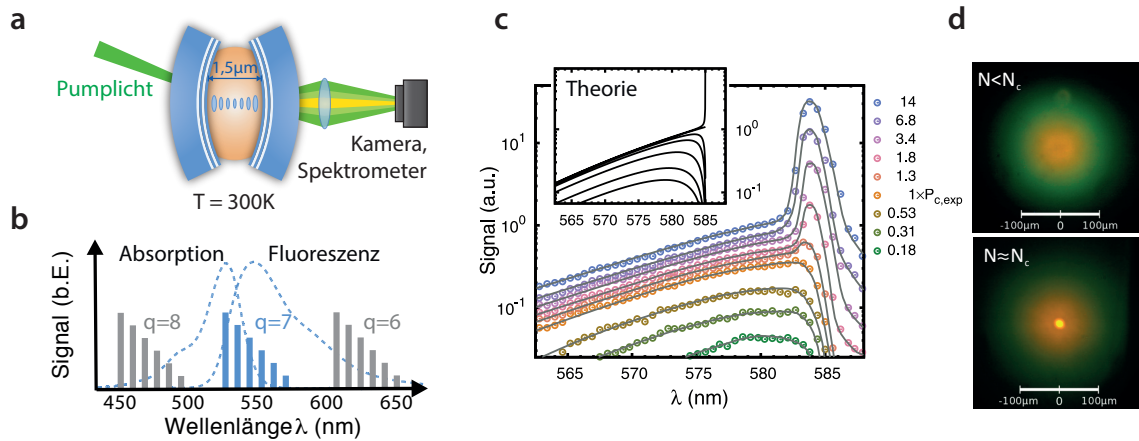 a
1,5μm
Pumplicht
Kamera,
Spektrometer
T = 300K
b
Signal (b.E.)
Absorption
Fluoreszenz
q=8
q=7
q=6
450
500
550
600
650
Wellenlänge λ (nm)
c
Signal (a.u.)
10¹
10⁰
10⁻¹
Theorie
10⁰
10⁻¹
565
570
575
580
585
565
570
575
580
585
λ (nm)
14
6.8
3.4
1.8
1.3
1×P_c,exp
0.53
0.31
0.18
d
N<N_c
-100μm
0
100μm
N≈N_c
-100μm
0
100μm